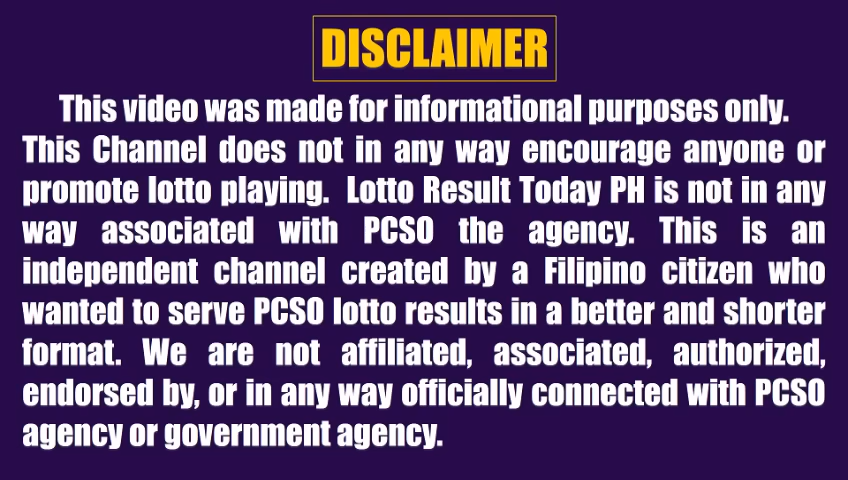 DISCLAIMER
This video was made for informational purposes only.
This Channel does not in any way encourage anyone or
promote lotto playing. Lotto Result Today PH is not in any
way associated with PCSO the agency. This is an
independent channel created by a Filipino citizen who
wanted to serve PCSO lotto results in a better and shorter
format. We are not affiliated, associated, authorized,
endorsed by, or in any way officially connected with PCSO
agency or government agency.